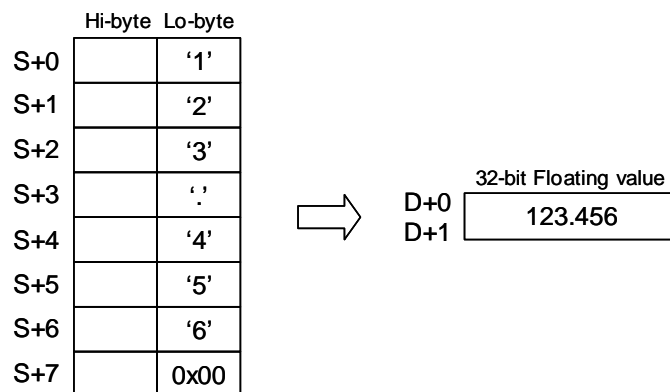 Hi-byte Lo-byte
S+0 ‘1’
S+1 ‘2’
S+2 ‘3’
S+3 ‘.’
S+4 ‘4’
S+5 ‘5’
S+6 ‘6’
S+7 0x00
32-bit Floating value
D+0
D+1
123.456